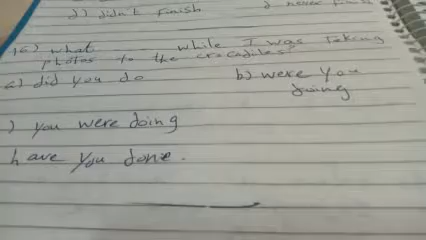 d) didn't finish
16) what while I was taking
photos to the crocodiles?
a) did you do b) were you
doing
) you were doing
have you done.